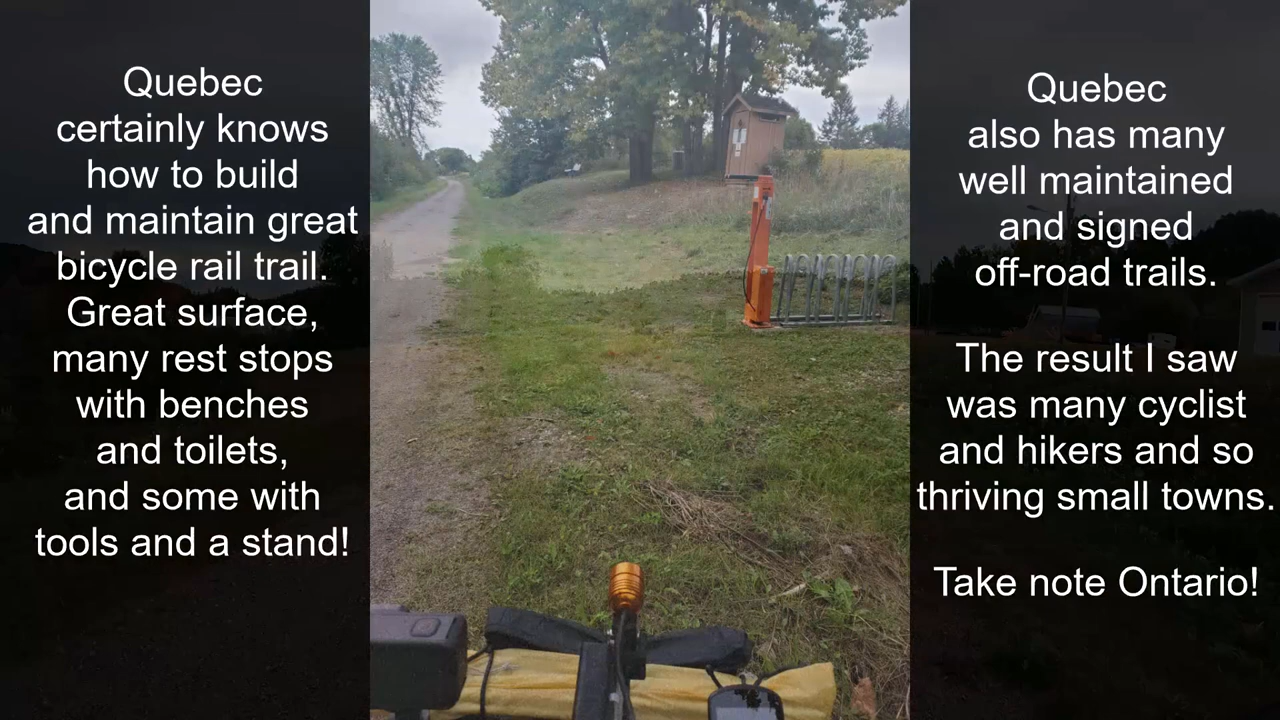 Quebec
certainly knows
how to build
and maintain great
bicycle rail trail.
Great surface,
many rest stops
with benches
and toilets,
and some with
tools and a stand!
Quebec
also has many
well maintained
and signed
off-road trails.
The result I saw
was many cyclist
and hikers and so
thriving small towns.
Take note Ontario!